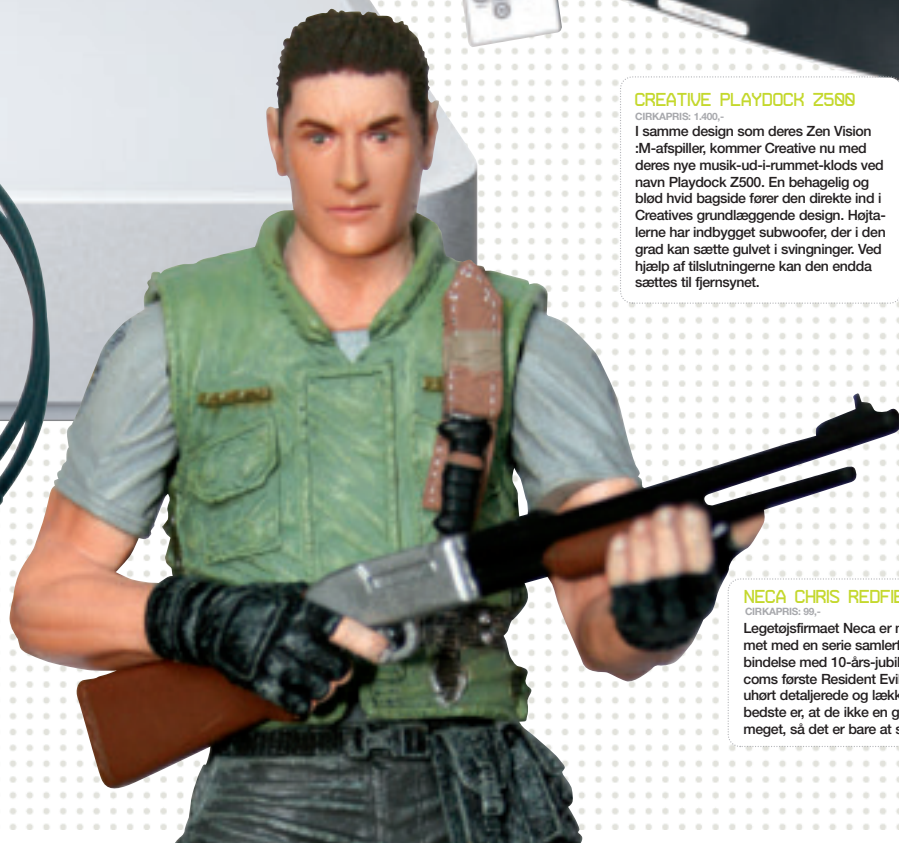 CREATIVE PLAYDOCK Z500
CIRKAPRIS: 1.400,-
I samme design som deres Zen Vision
:M-afspiller, kommer Creative nu med
deres nye musik-ud-i-rummet-klods ved
navn Playdock Z500. En behagelig og
blød hvid bagside fører den direkte ind i
Creatives grundlæggende design. Højta-
lerne har indbygget subwoofer, der i den
grad kan sætte gulvet i svingninger. Ved
hjælp af tilslutningerne kan den endda
sættes til fjernsynet.
NECA CHRIS REDFIE
CIRKAPRIS: 99,-
Legetøjsfirmaet Neca er
met med en serie
bindelse med 10-års-
coms første Resident Evil
uhørt detaljerede og
bedste er, at de ikke en
meget, så det er bare at